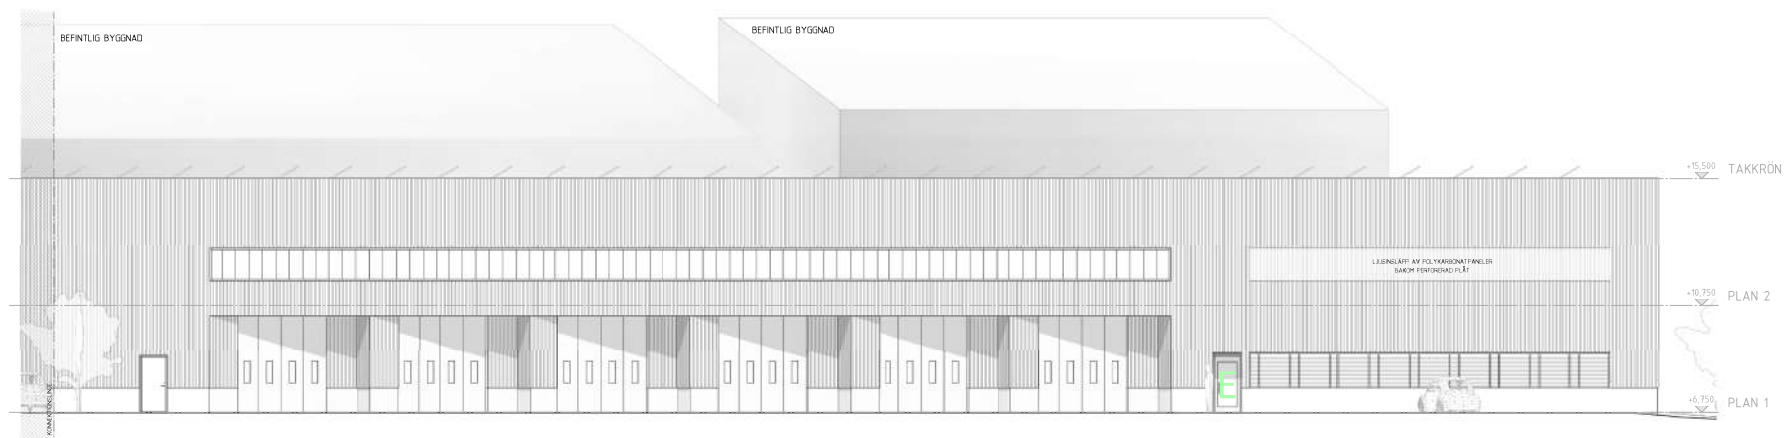 BEFINTLIG BYGGNAD
BEFINTLIG BYGGNAD
+15,500 TAKKRÖN
LJUSINSLÄPP AV POLYKARBONATPANELER
BAKOM PERFORERAD PLÅT
+10,750 PLAN 2
E
+6,750 PLAN 1
KONNEKTIONSLINJE